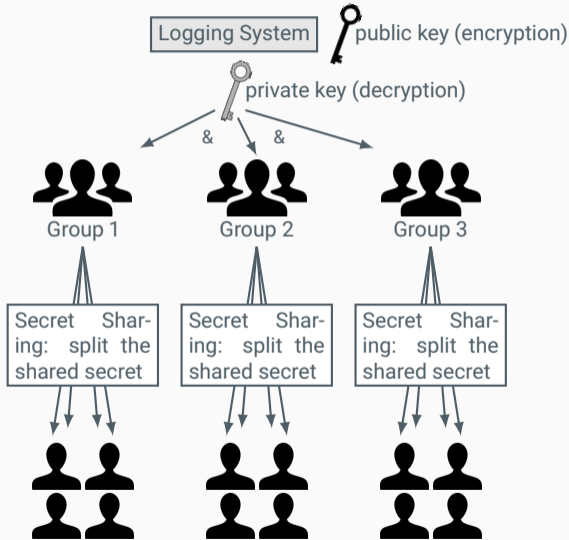 Logging System
public key (encryption)
private key (decryption)
& &
Group 1 Group 2 Group 3
Secret Shar-
ing: split the
shared secret
Secret Shar-
ing: split the
shared secret
Secret Shar-
ing: split the
shared secret